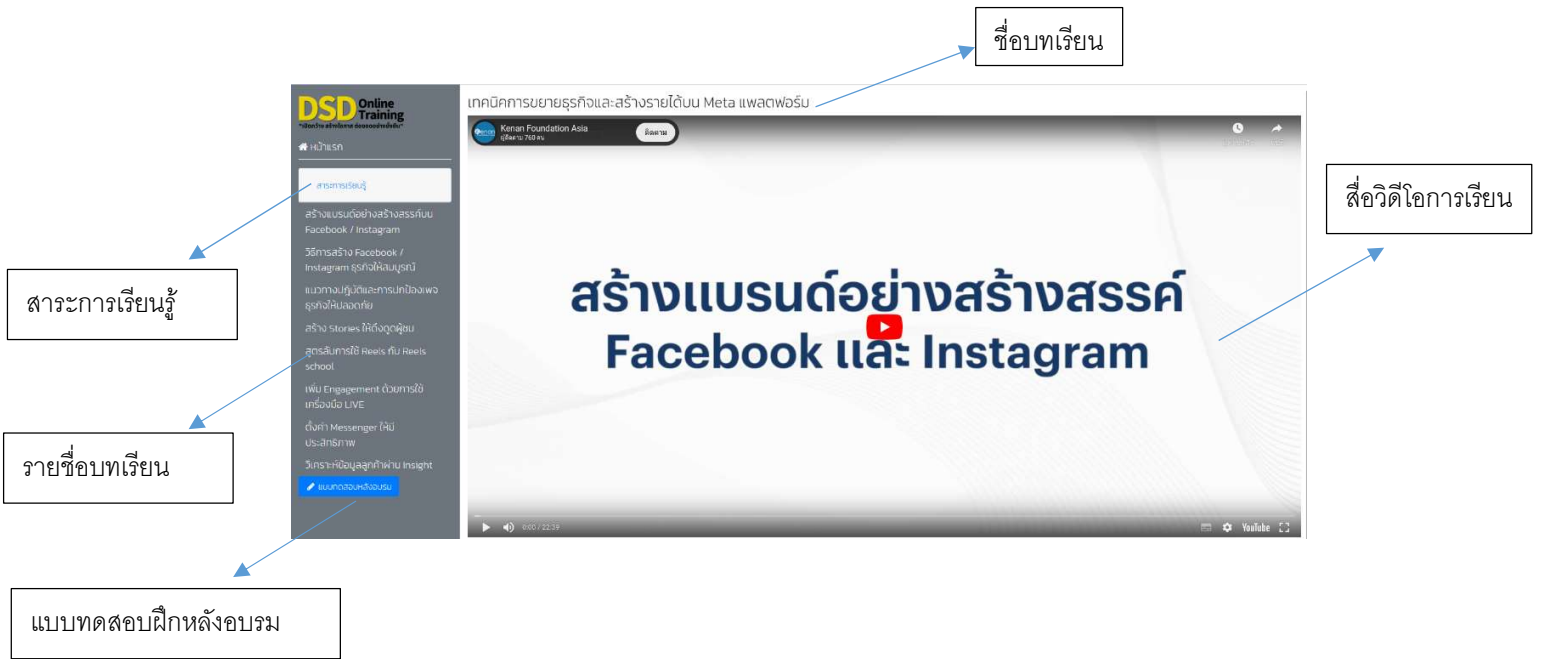 ชื่อบทเรียน
DSD Online
Training
เทคนิคการขยายธุรกิจและสร้างรายได้บน Meta แพลตฟอร์ม
Kenan Foundation Asia
ผู้ติดตาม 760 คน
ติดตาม
หน้าแรก
สาระการเรียนรู้
สร้างแบรนด์อย่างสร้างสรรค์บน
Facebook / Instagram
วิธีการสร้าง Facebook /
Instagram ธุรกิจให้สมบูรณ์
แนวทางปฏิบัติและการปกป้องเพจ
ธุรกิจให้ปลอดภัย
สร้าง Stories ให้ดึงดูดผู้ชม
สูตรลับการใช้ Reels กับ Reels
school
เพิ่ม Engagement ด้วยการใช้
เครื่องมือ LIVE
ตั้งค่า Messenger ให้มี
ประสิทธิภาพ
วิเคราะห์ข้อมูลลูกค้าผ่าน Insight
แบบทดสอบหลังอบรม
สร้างแบรนด์อย่างสร้างสรรค์
Facebook และ Instagram
0:00 / 22:39
YouTube
สื่อวิดีโอการเรียน
สาระการเรียนรู้
รายชื่อบทเรียน
แบบทดสอบฝึกหลังอบรม